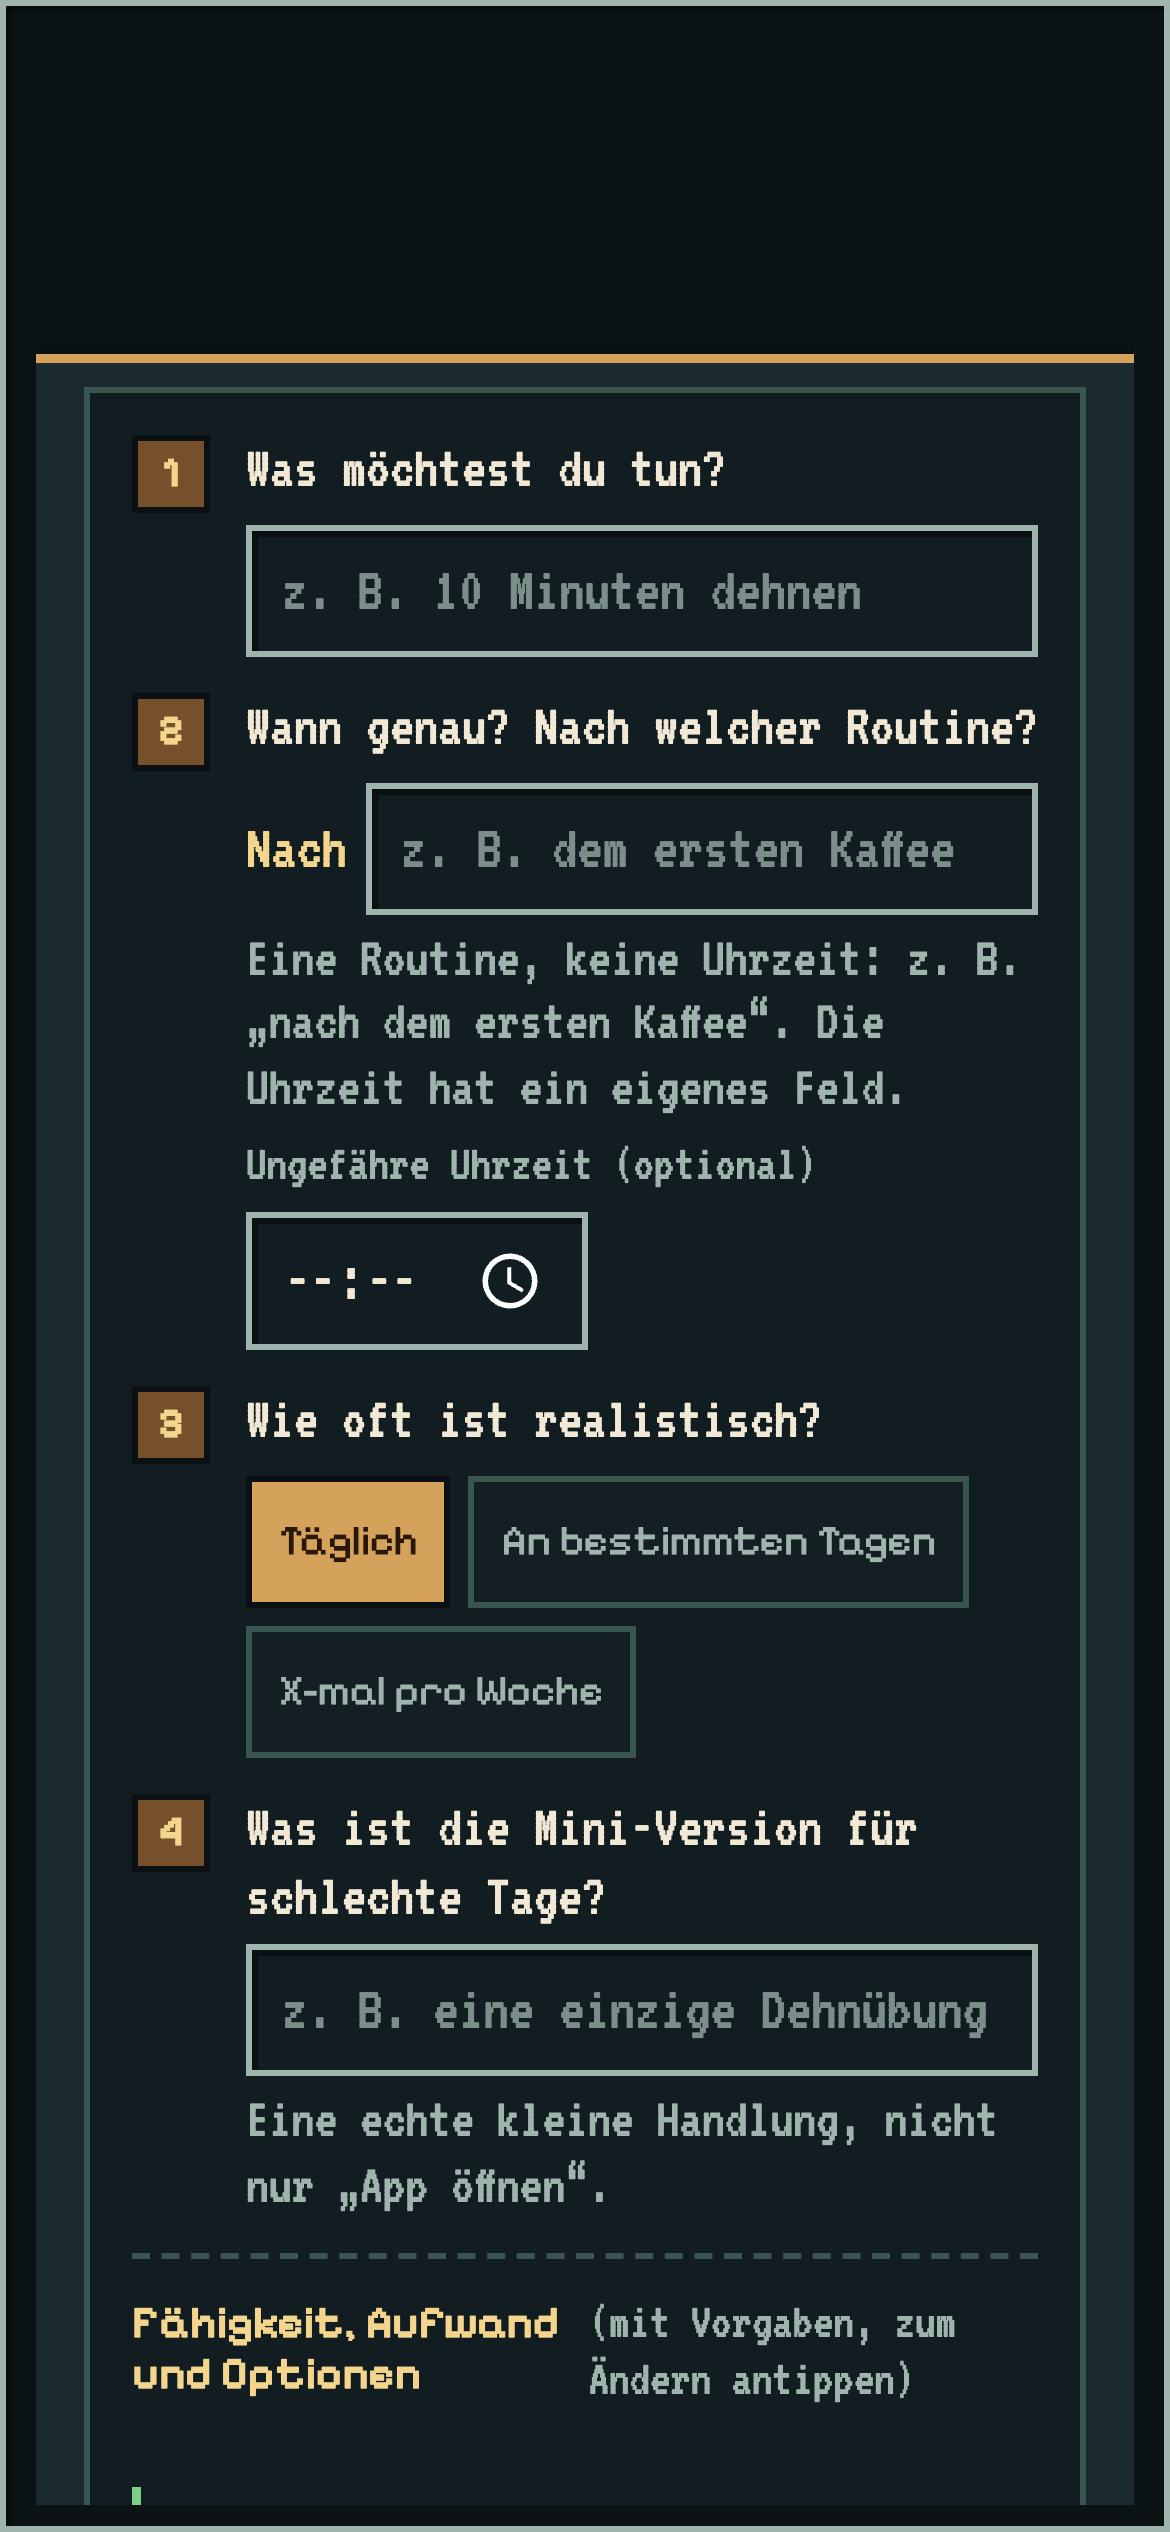 1 Was möchtest du tun?
z. B. 10 Minuten dehnen
2 Wann genau? Nach welcher Routine?
Nach z. B. dem ersten Kaffee
Eine Routine, keine Uhrzeit: z. B.
„nach dem ersten Kaffee“. Die
Uhrzeit hat ein eigenes Feld.
Ungefähre Uhrzeit (optional)
--:--
3 Wie oft ist realistisch?
Täglich An bestimmten Tagen
X-mal pro Woche
4 Was ist die Mini-Version für
schlechte Tage?
z. B. eine einzige Dehnübung
Eine echte kleine Handlung, nicht
nur „App öffnen“.
Fähigkeit, Aufwand
und Optionen
(mit Vorgaben, zum
Ändern antippen)